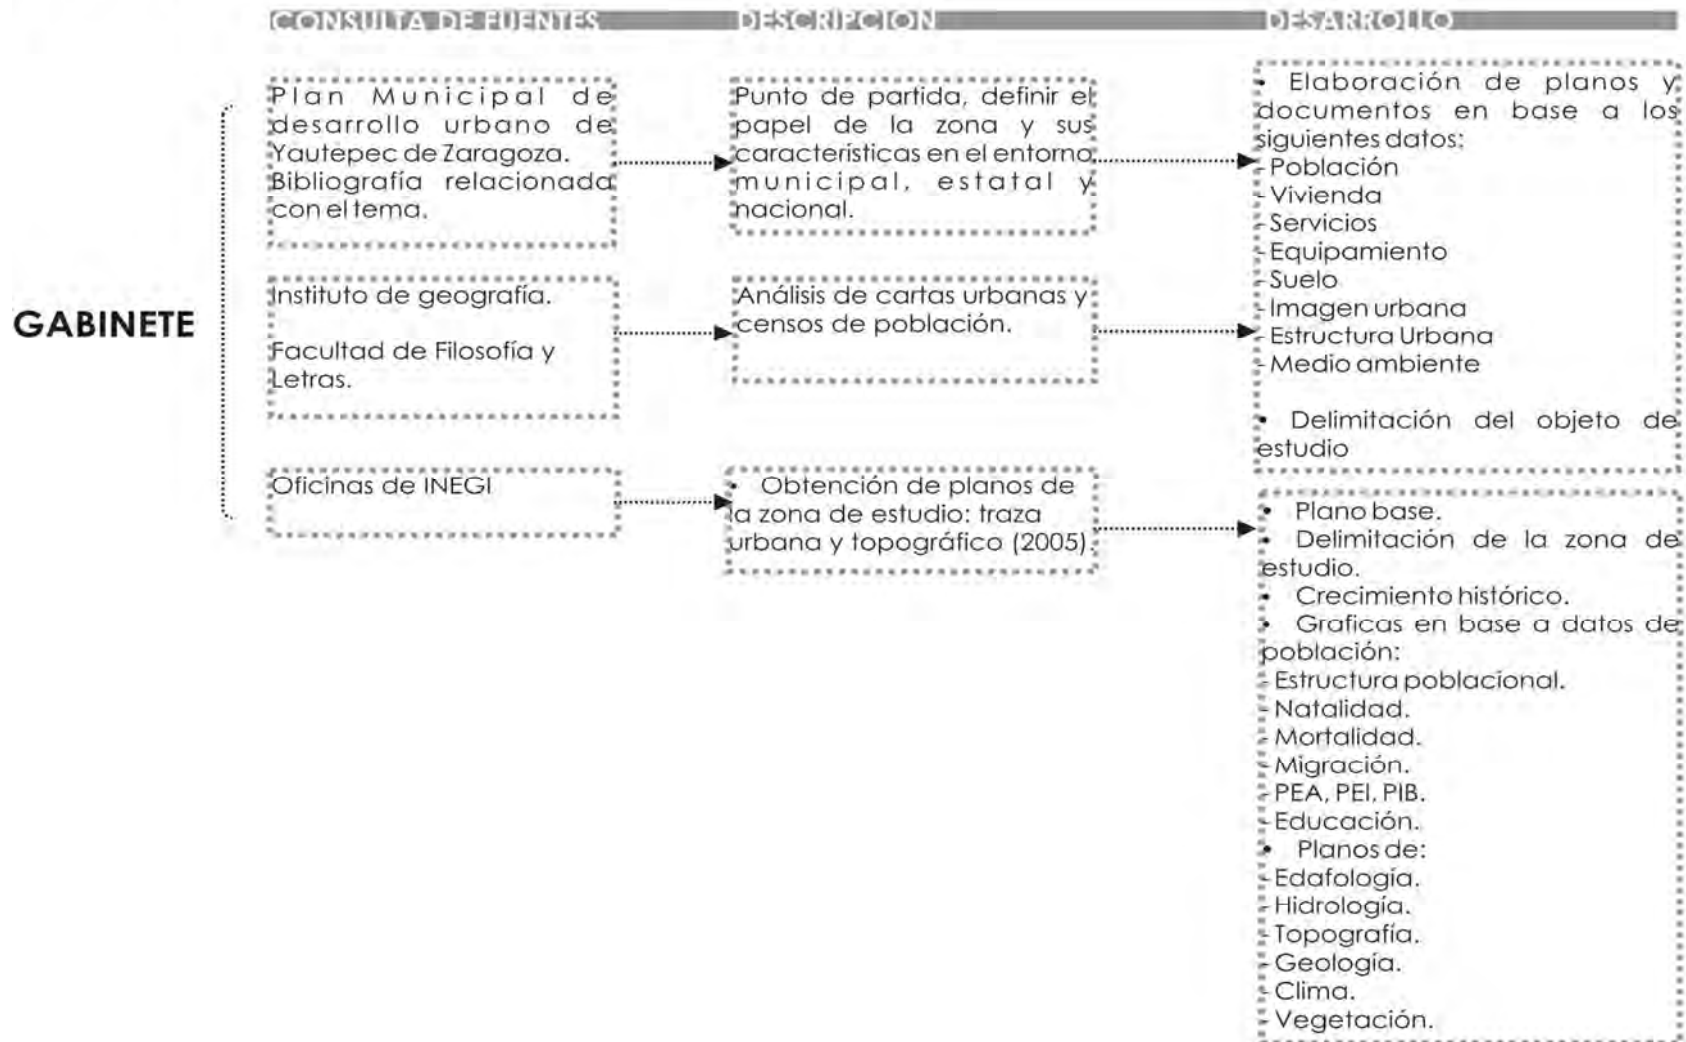 CONSULTA DE FUENTES
DESCRIPCION
DESARROLLO
GABINETE
Plan Municipal de
desarrollo urbano de
Yautepec de Zaragoza.
Bibliografía relacionada
con el tema.
Punto de partida, definir el
papel de la zona y sus
características en el entorno
municipal, estatal y
nacional.
• Elaboración de planos y
documentos en base a los
siguientes datos:
- Población
- Vivienda
- Servicios
- Equipamiento
- Suelo
- Imagen urbana
- Estructura Urbana
- Medio ambiente
• Delimitación del objeto de
estudio
Instituto de geografía.
Facultad de Filosofía y
Letras.
Análisis de cartas urbanas y
censos de población.
Oficinas de INEGI
• Obtención de planos de
la zona de estudio: traza
urbana y topográfico (2005).
• Plano base.
• Delimitación de la zona de
estudio.
• Crecimiento histórico.
• Graficas en base a datos de
población:
- Estructura poblacional.
- Natalidad.
- Mortalidad.
- Migración.
- PEA, PEI, PIB.
- Educación.
• Planos de:
- Edafología.
- Hidrología.
- Topografía.
- Geología.
- Clima.
- Vegetación.